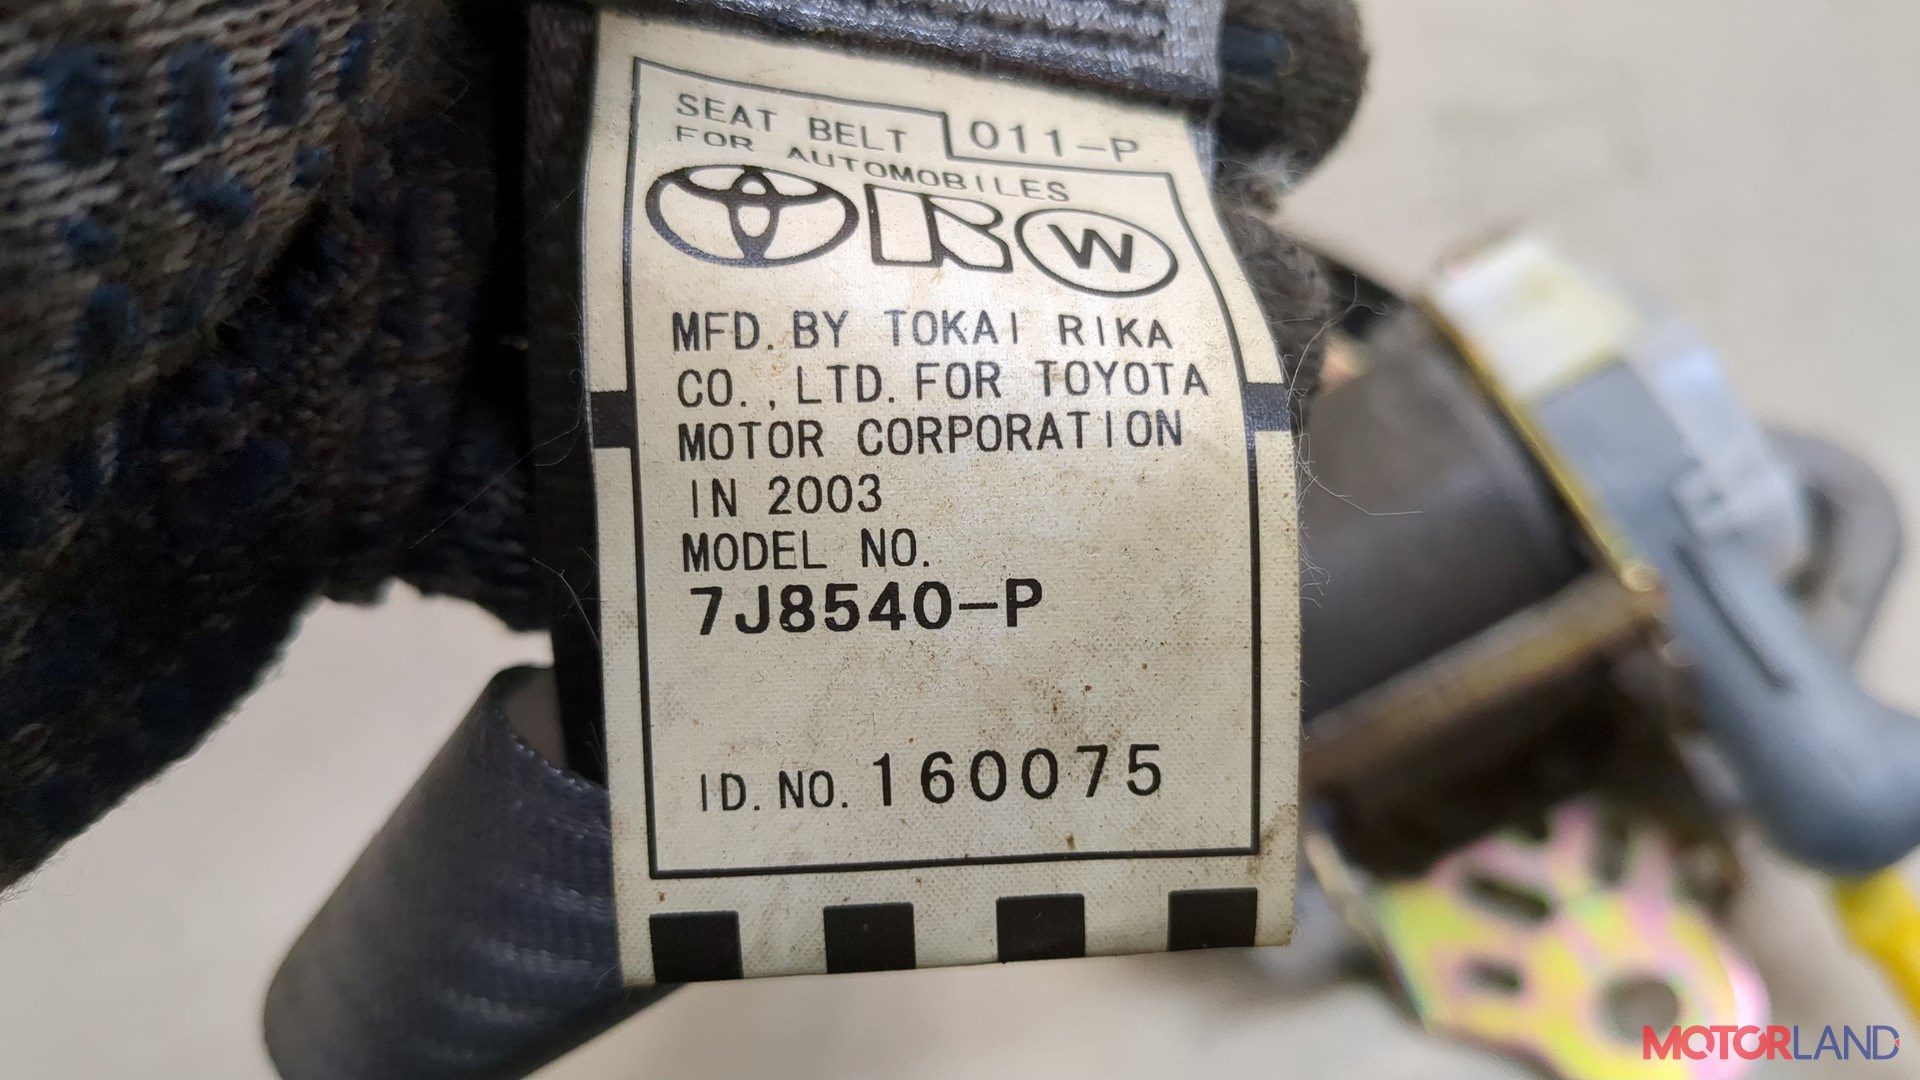 SEAT BELT 011-P
FOR AUTOMOBILES
R W
MFD. BY TOKAI RIKA
CO., LTD. FOR TOYOTA
MOTOR CORPORATION
IN 2003
MODEL NO.
7J8540-P
ID. NO. 160075
MOTORLAND